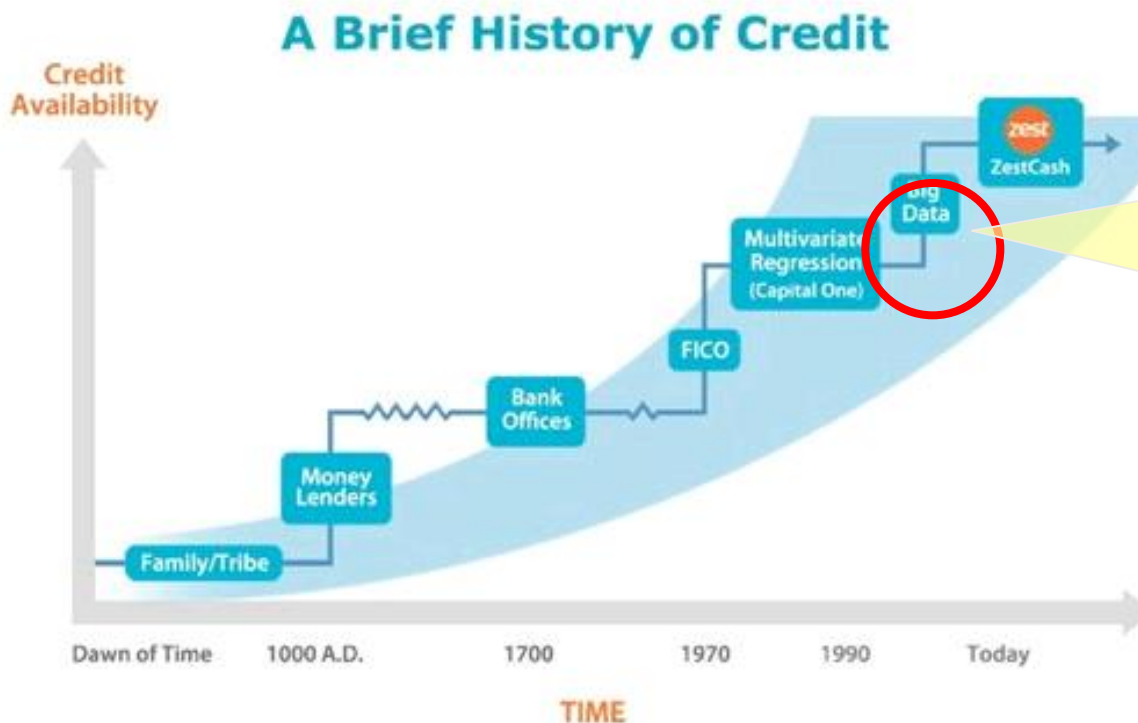 A Brief History of Credit
Credit
Availability
zest
ZestCash
Big
Data
Multivariate
Regression
(Capital One)
FICO
Bank
Offices
Money
Lenders
Family/Tribe
Dawn of Time
1000 A.D.
1700
1970
1990
Today
TIME